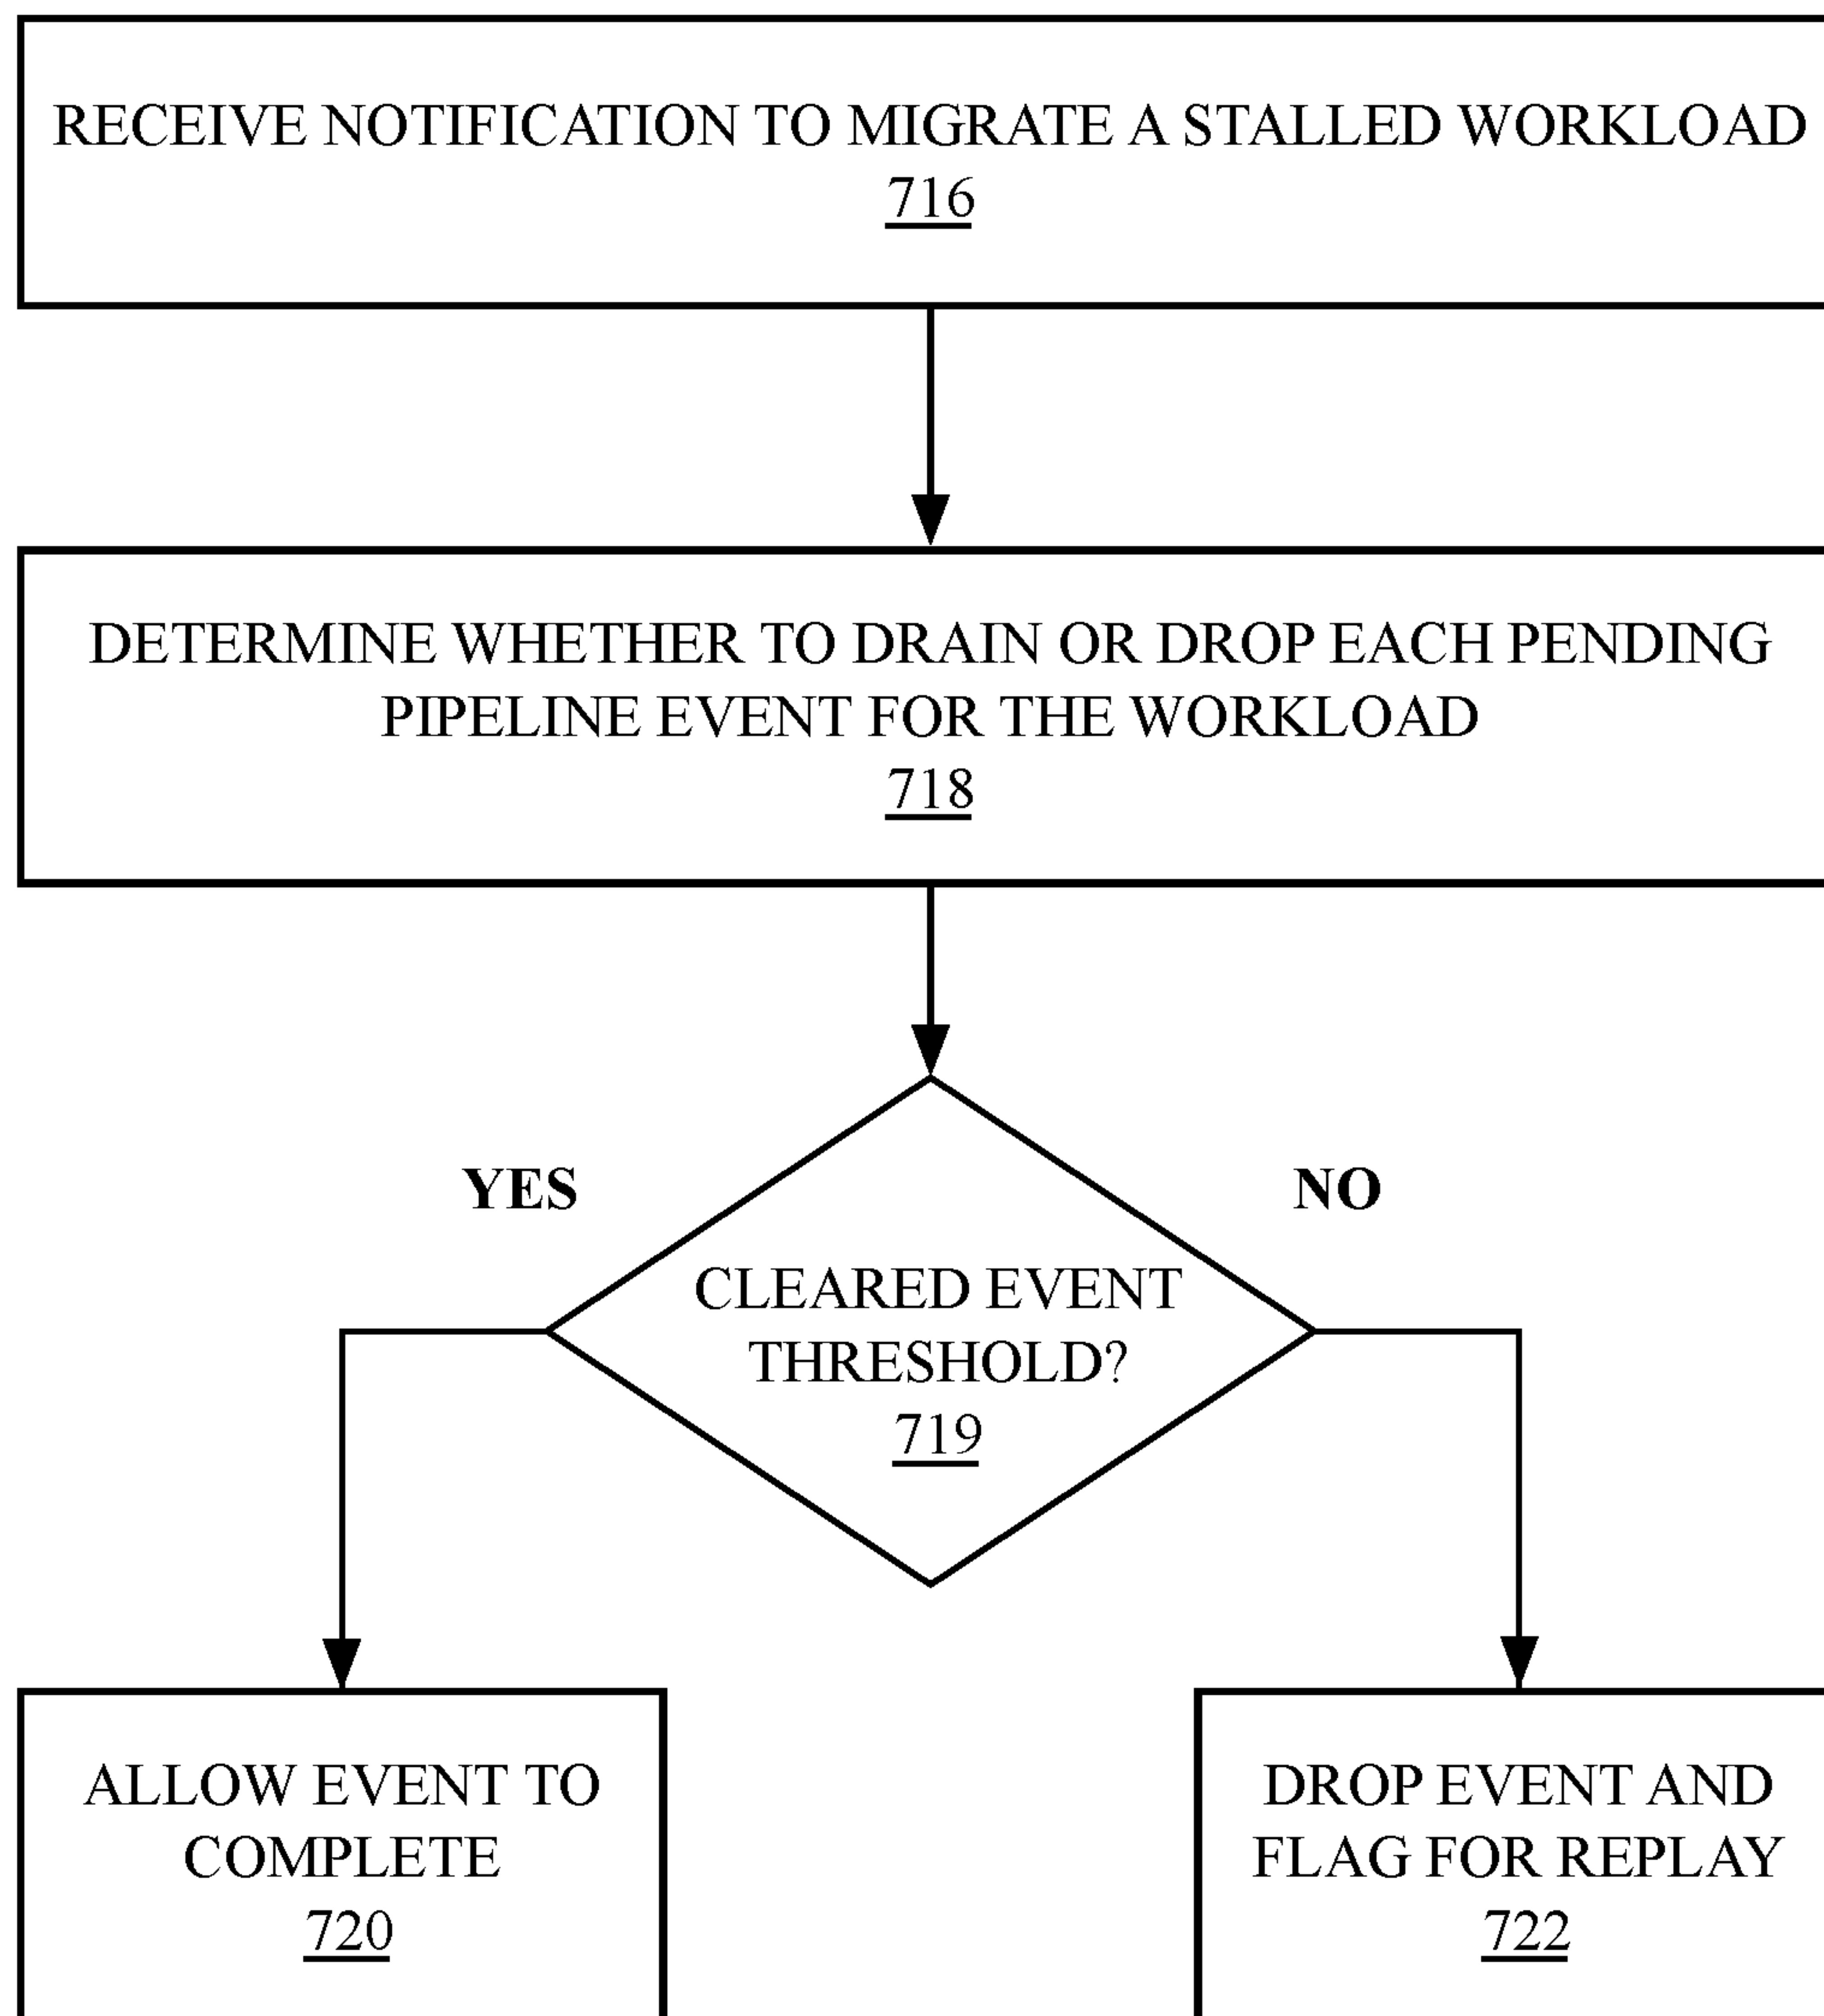 RECEIVE NOTIFICATION TO MIGRATE A STALLED WORKLOAD
716
DETERMINE WHETHER TO DRAIN OR DROP EACH PENDING
PIPELINE EVENT FOR THE WORKLOAD
718
YES
NO
CLEARED EVENT
THRESHOLD?
719
ALLOW EVENT TO
COMPLETE
720
DROP EVENT AND
FLAG FOR REPLAY
722